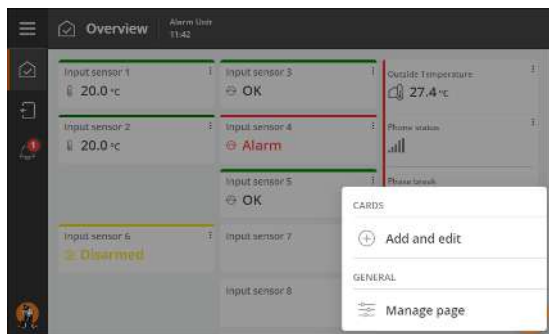 Overview
Alarm Unit
11:42
Input sensor 1
20.0 °C
Input sensor 3
OK
Outside Temperature
27.4 °C
Input sensor 2
20.0 °C
Input sensor 4
Alarm
Phone status
Input sensor 5
OK
Phase break
CARDS
Add and edit
Input sensor 6
Disarmed
Input sensor 7
GENERAL
Manage page
Input sensor 8
1